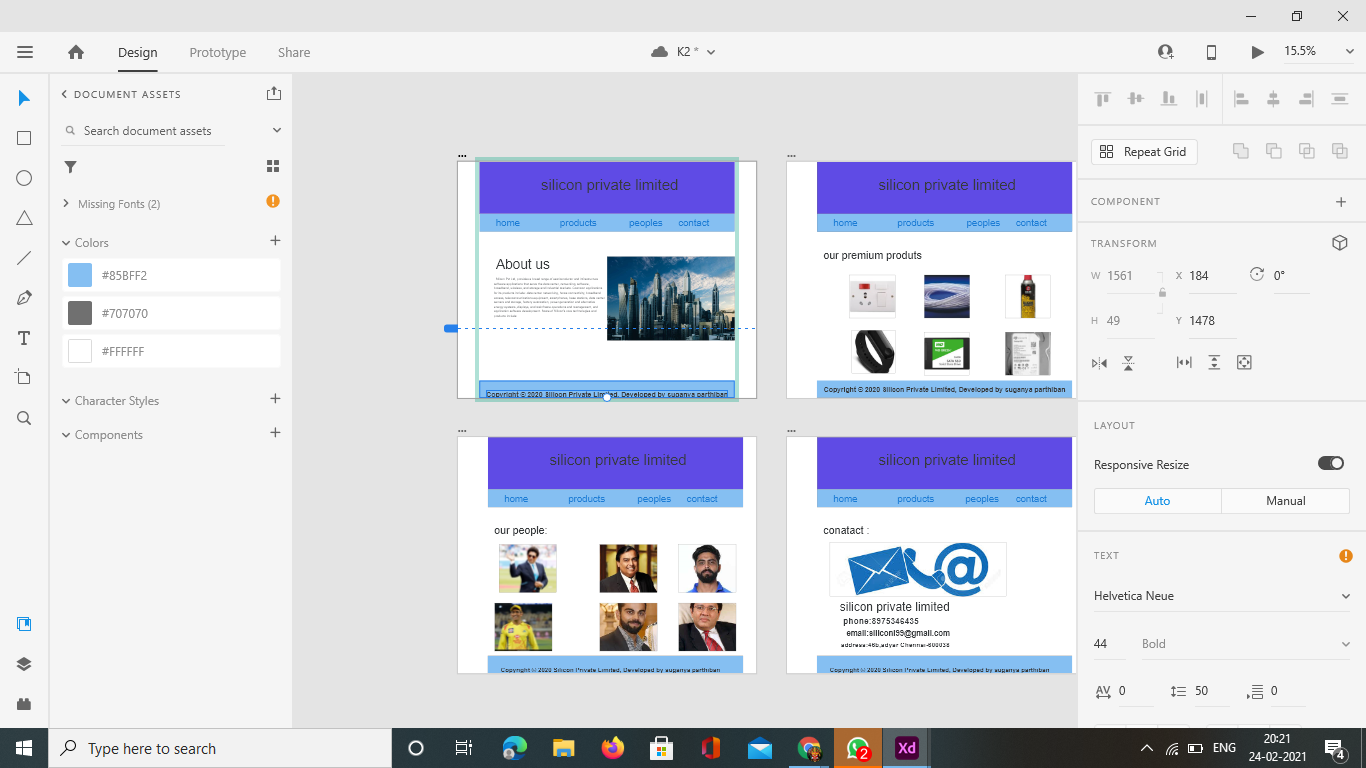 Design Prototype Share
K2 *
15.5%
DOCUMENT ASSETS
Search document assets
Missing Fonts (2)
Colors
#85BFF2
#707070
#FFFFFF
Character Styles
Components
silicon private limited
home products peoples contact
About us
Copyright © 2020 Silicon Private Limited, Developed by suganya parthiban
silicon private limited
home products peoples contact
our premium produts
Copyright © 2020 Silicon Private Limited, Developed by suganya parthiban
silicon private limited
home products peoples contact
our people:
Copyright © 2020 Silicon Private Limited, Developed by suganya parthiban
silicon private limited
home products peoples contact
conatact :
silicon private limited
phone:8975346435
email:siliconl99@gmail.com
address:46b,adyar Chennai-600038
Copyright © 2020 Silicon Private Limited, Developed by suganya parthiban
Repeat Grid
COMPONENT
TRANSFORM
W 1561 X 184 0°
H 49 Y 1478
LAYOUT
Responsive Resize
Auto Manual
TEXT
Helvetica Neue
44 Bold
AV 0 50 0
Type here to search
2
Xd
ENG
20:21
24-02-2021
4